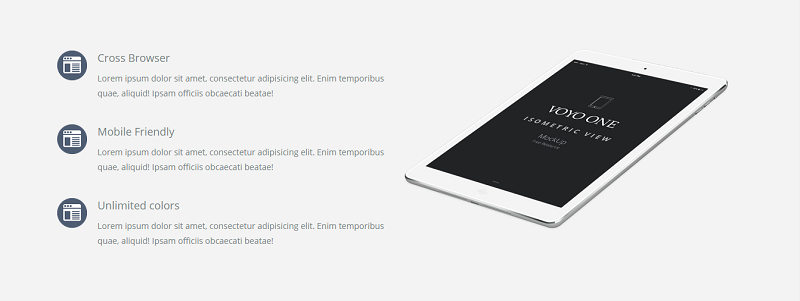 Cross Browser
Lorem ipsum dolor sit amet, consectetur adipisicing elit. Enim temporibus
quae, aliquid! Ipsam officiis obcaecati beatae!
Mobile Friendly
Lorem ipsum dolor sit amet, consectetur adipisicing elit. Enim temporibus
quae, aliquid! Ipsam officiis obcaecati beatae!
Unlimited colors
Lorem ipsum dolor sit amet, consectetur adipisicing elit. Enim temporibus
quae, aliquid! Ipsam officiis obcaecati beatae!
VOYO ONE
ISOMETRIC VIEW
MockUp